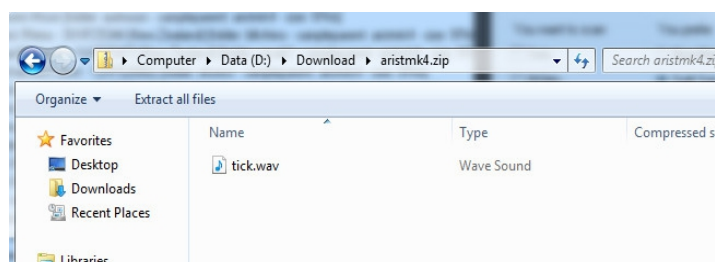 Computer Data (D:) Download aristmk4.zip Search aristmk4.zi
Organize Extract all files
Name Type Compressed s
Favorites
Desktop
Downloads
Recent Places
Libraries
tick.wav Wave Sound